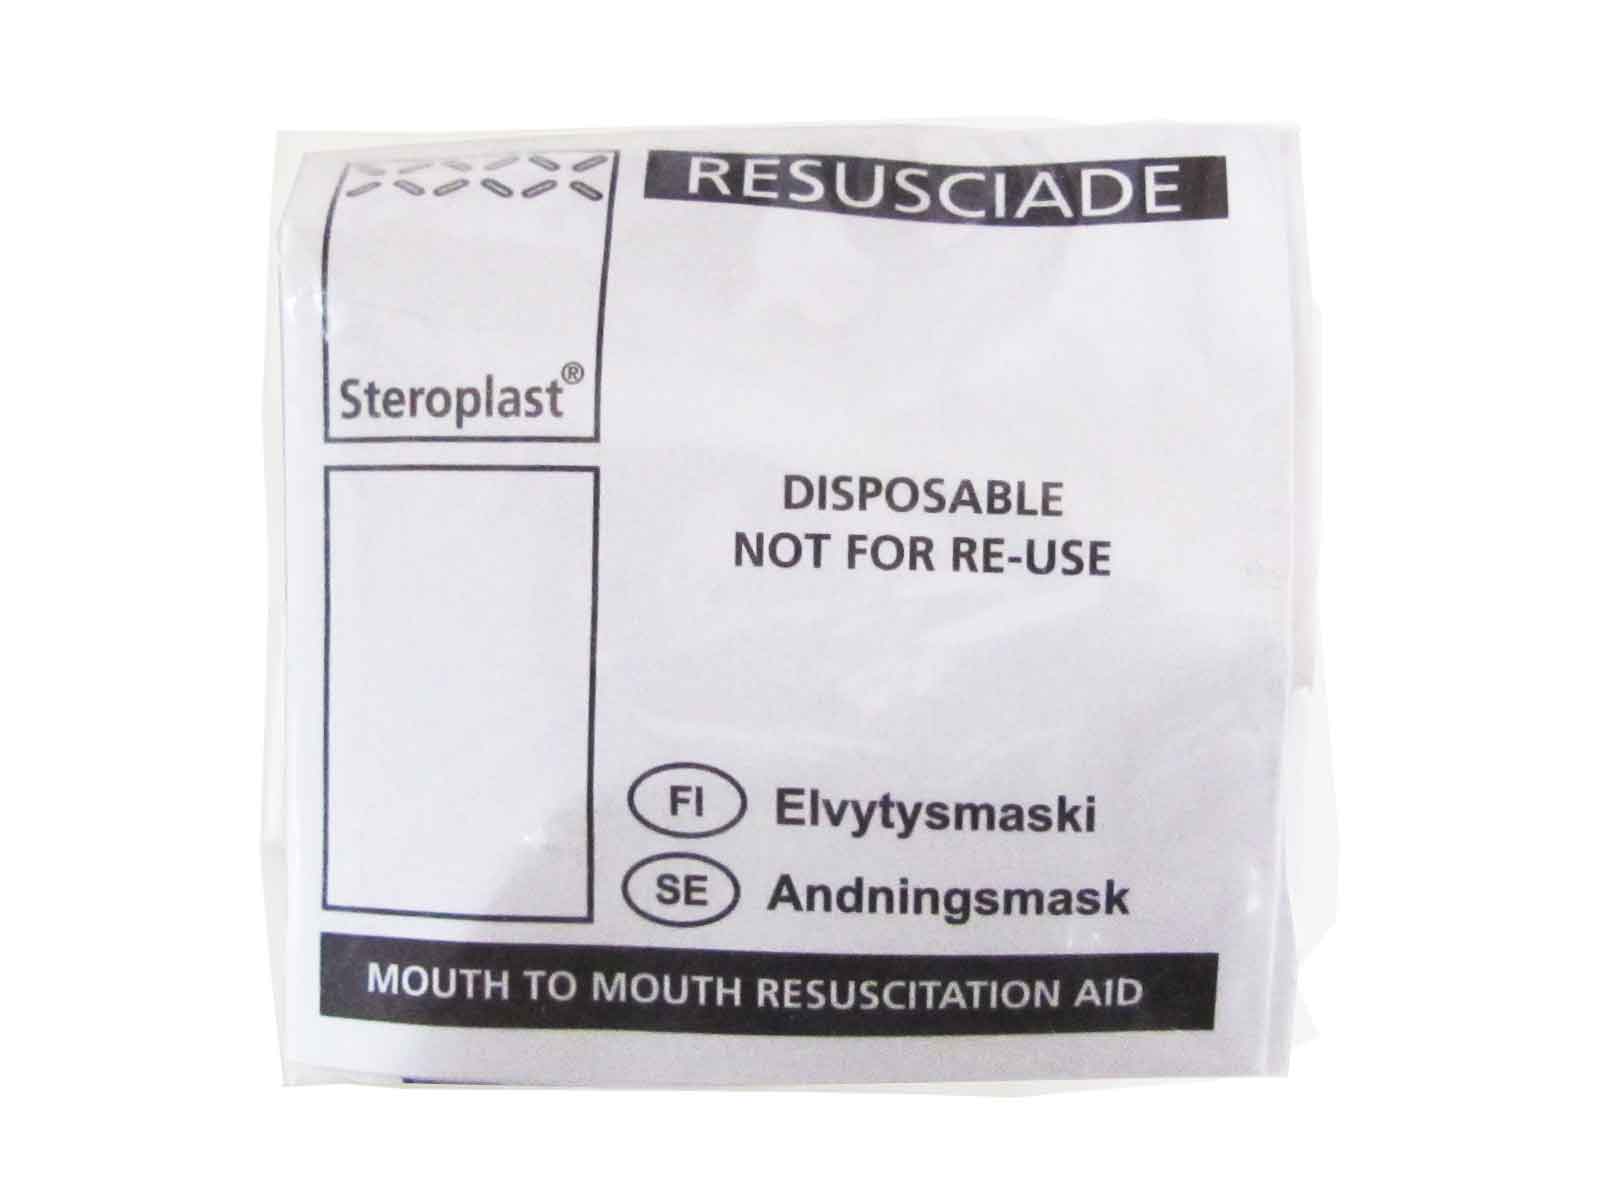 RESUSCIADE
Steroplast®
DISPOSABLE
NOT FOR RE-USE
FI Elvytysmaski
SE Andningsmask
MOUTH TO MOUTH RESUSCITATION AID